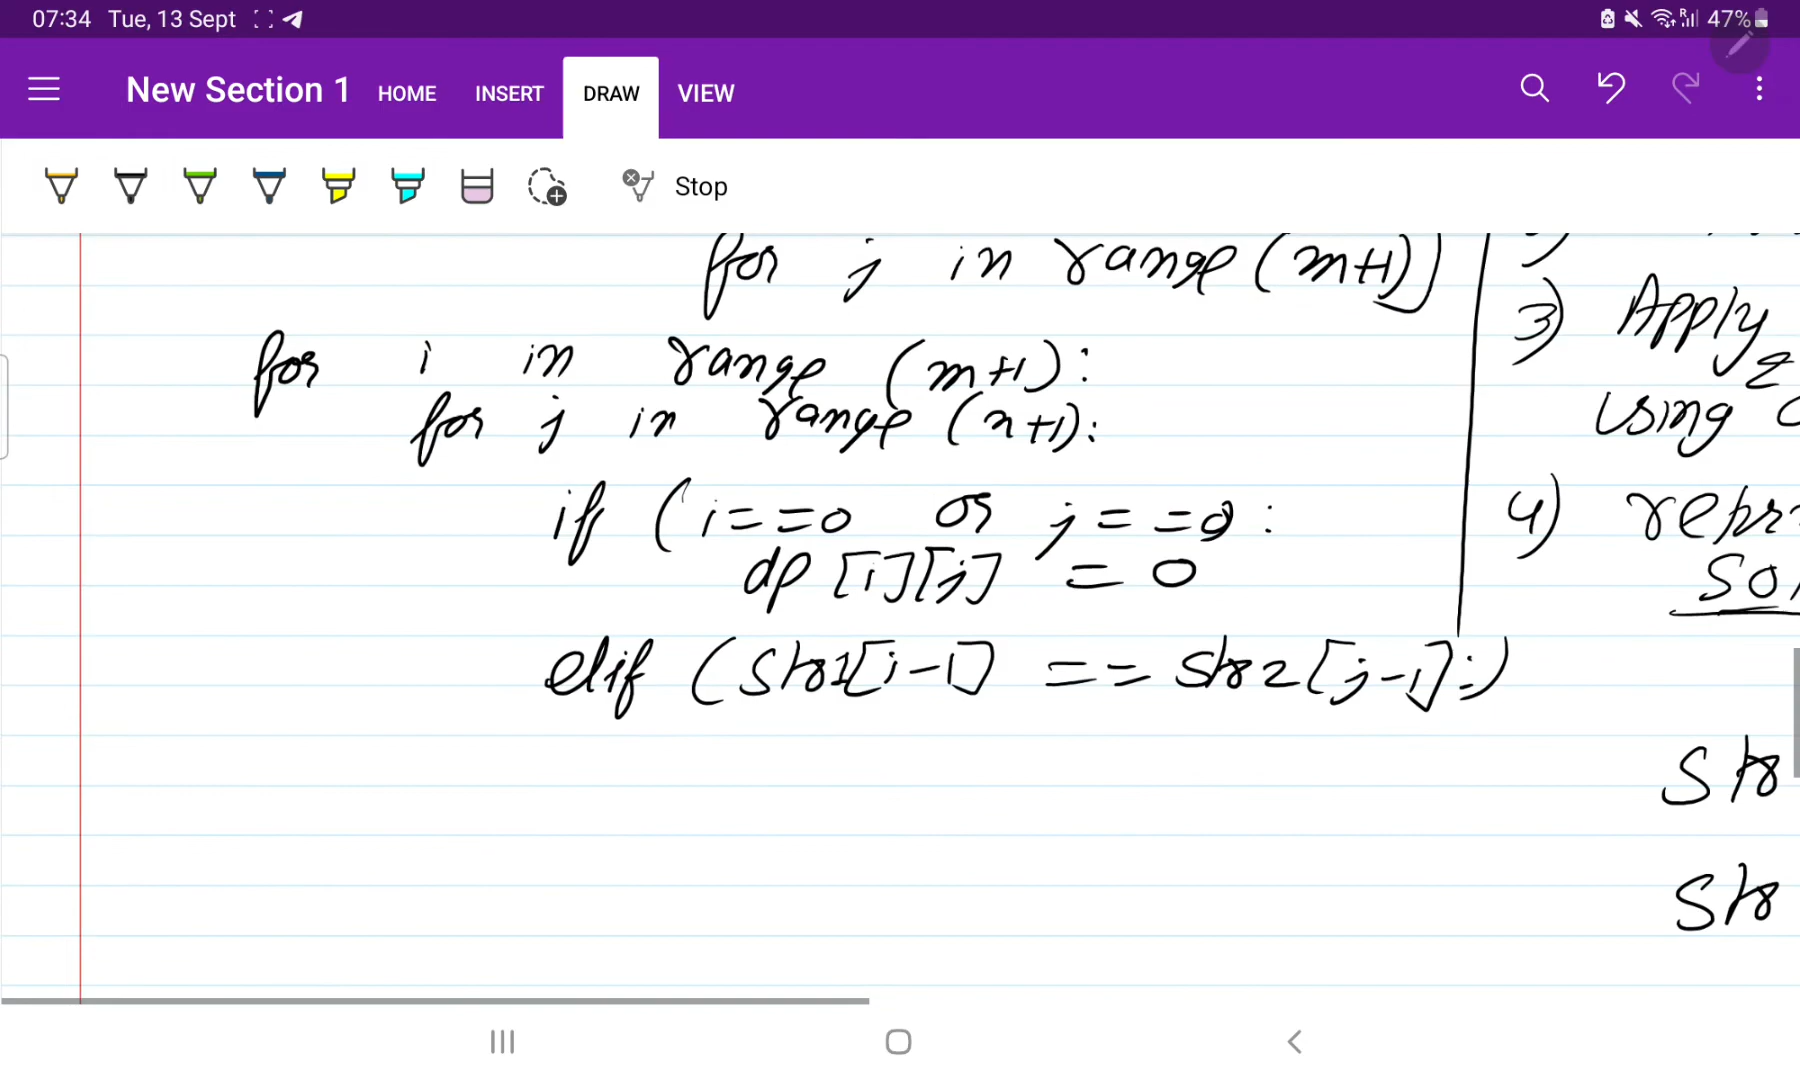 07:34 Tue, 13 Sept 47%
New Section 1 HOME INSERT DRAW VIEW
Stop
for j in range (m+1)]
for i in range (m+1):
for j in range (n+1):
if (i==0 or j==0:
dp [i][j] = 0
elif (str1[i-1] == str2[j-1]:)
3) Apply
using
4) repr
sol
Str
Str